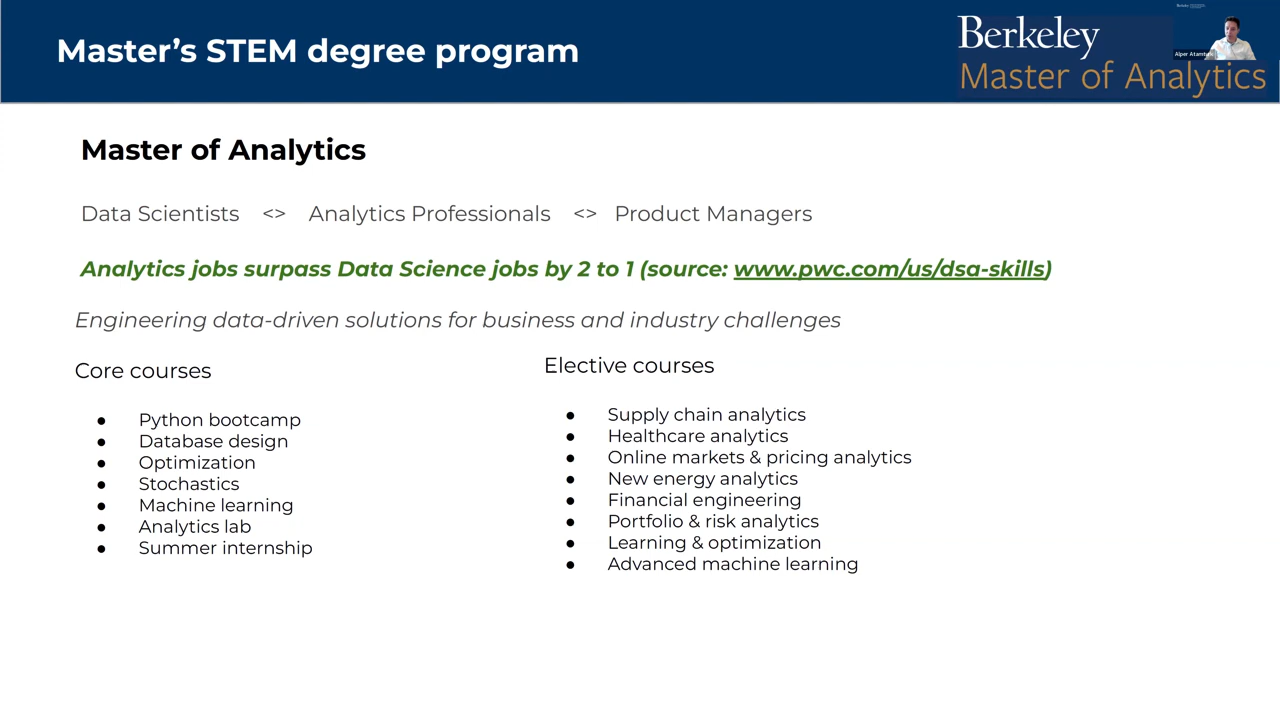 Master's STEM degree program
Berkeley
Master of Analytics
Alper Atamturk
Master of Analytics
Data Scientists <> Analytics Professionals <> Product Managers
Analytics jobs surpass Data Science jobs by 2 to 1 (source: www.pwc.com/us/dsa-skills)
Engineering data-driven solutions for business and industry challenges
Core courses
● Python bootcamp
● Database design
● Optimization
● Stochastics
● Machine learning
● Analytics lab
● Summer internship
Elective courses
● Supply chain analytics
● Healthcare analytics
● Online markets & pricing analytics
● New energy analytics
● Financial engineering
● Portfolio & risk analytics
● Learning & optimization
● Advanced machine learning